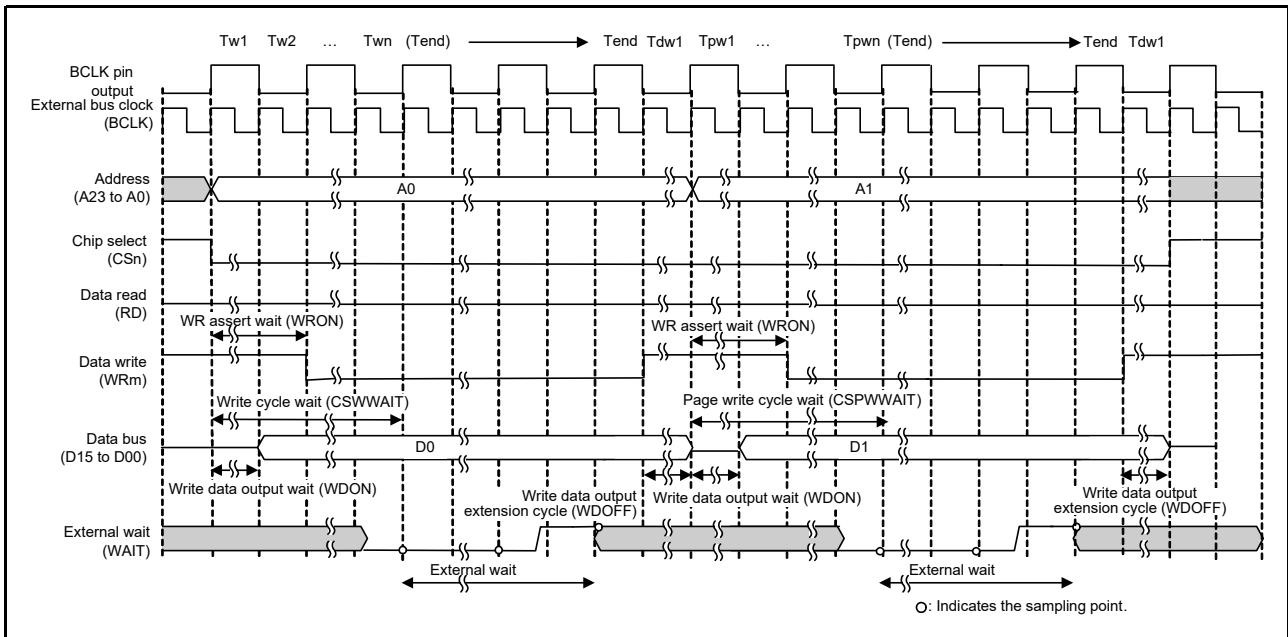 Tw1 Tw2 … Twn (Tend) Tend Tdw1 Tpw1 … Tpwn (Tend) Tend Tdw1
BCLK pin
output
External bus clock
(BCLK)
Address
(A23 to A0)
A0 A1
Chip select
(CSn)
Data read
(RD)
WR assert wait (WRON) WR assert wait (WRON)
Data write
(WRm)
Write cycle wait (CSWWAIT) Page write cycle wait (CSPWWAIT)
Data bus
(D15 to D00)
D0 D1
Write data output wait (WDON)
Write data output
extension cycle (WDOFF)
Write data output wait (WDON)
Write data output
extension cycle (WDOFF)
External wait
(WAIT)
External wait External wait
O: Indicates the sampling point.